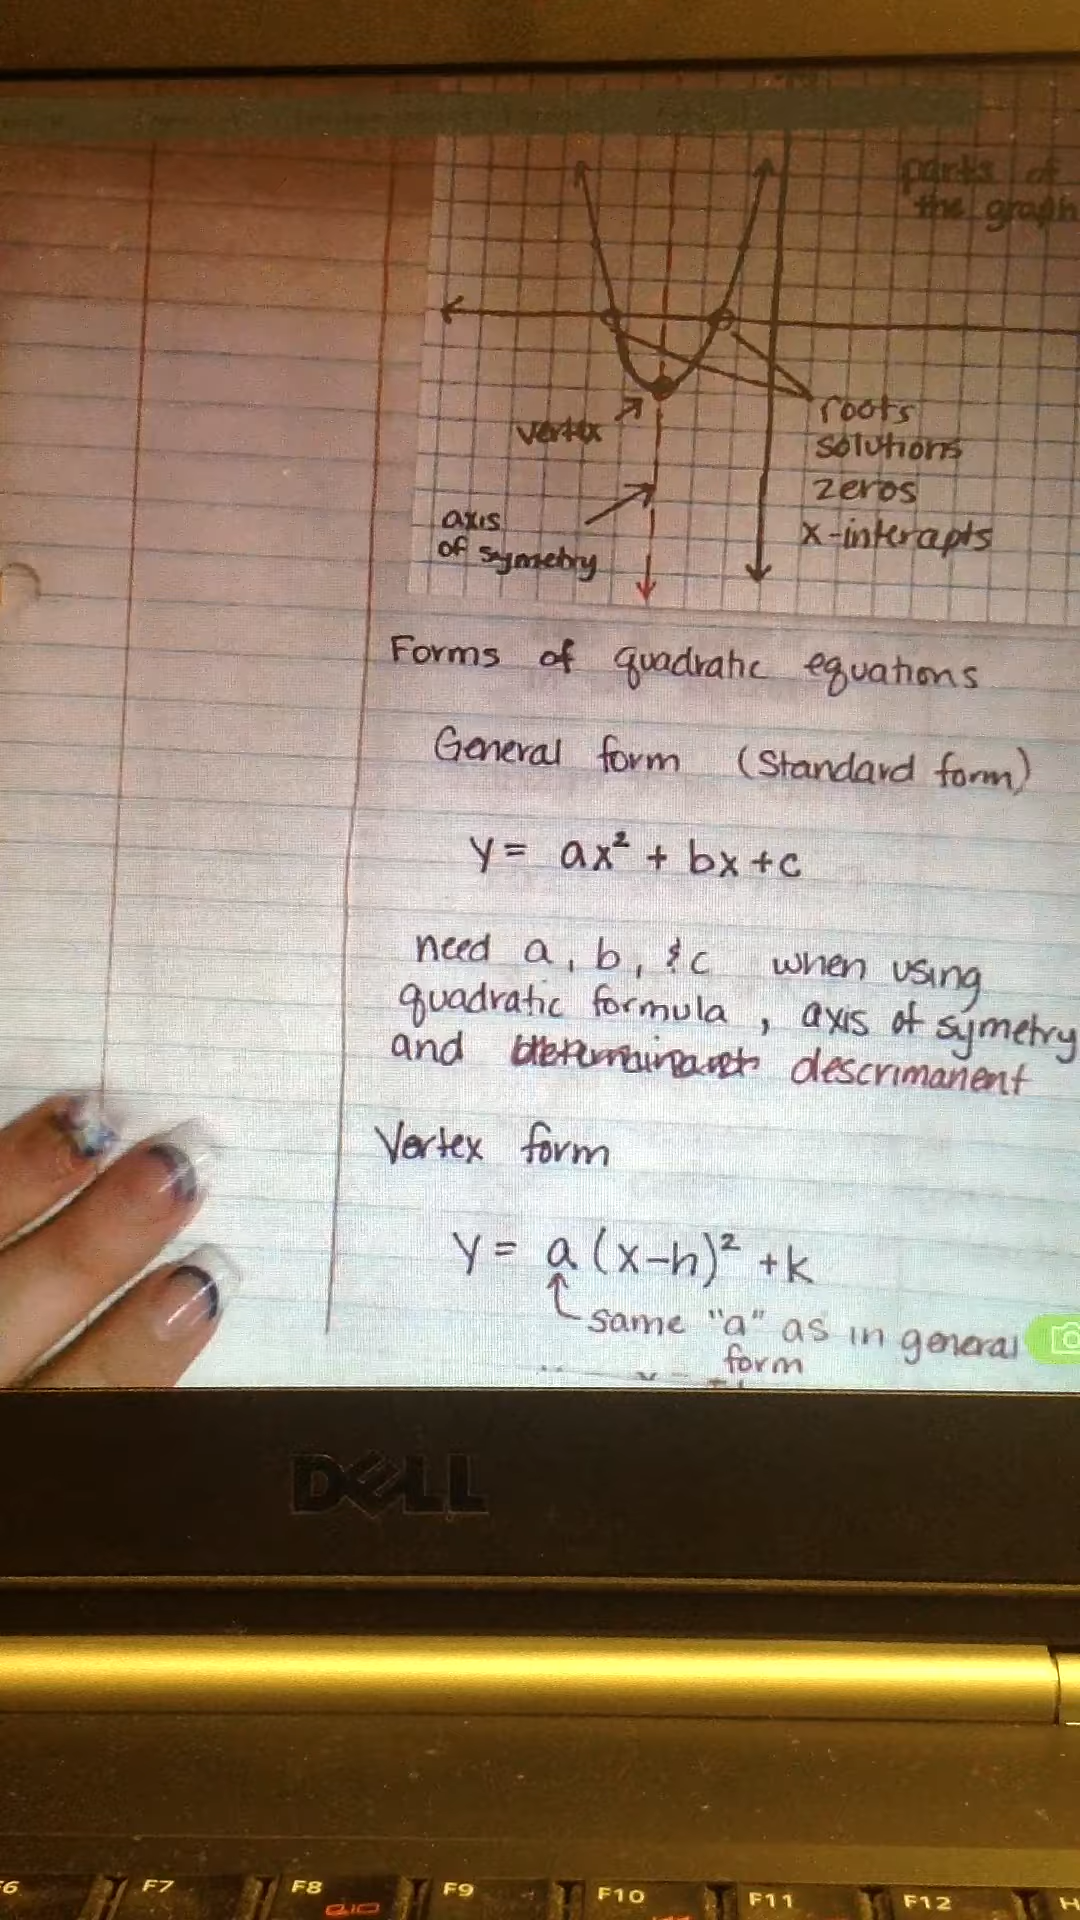 parts of
the graph
vertex
roots
solutions
zeros
x-interapts
axis
of symetry
Forms of quadratic equations
General form (Standard form)
y = ax² + bx + c
need a, b, & c when using
quadratic formula, axis of symetry
and descrimanent
Vertex form
y = a (x-h)² + k
same "a" as in general
form
DELL
F7
F8
F9
F10
F11
F12